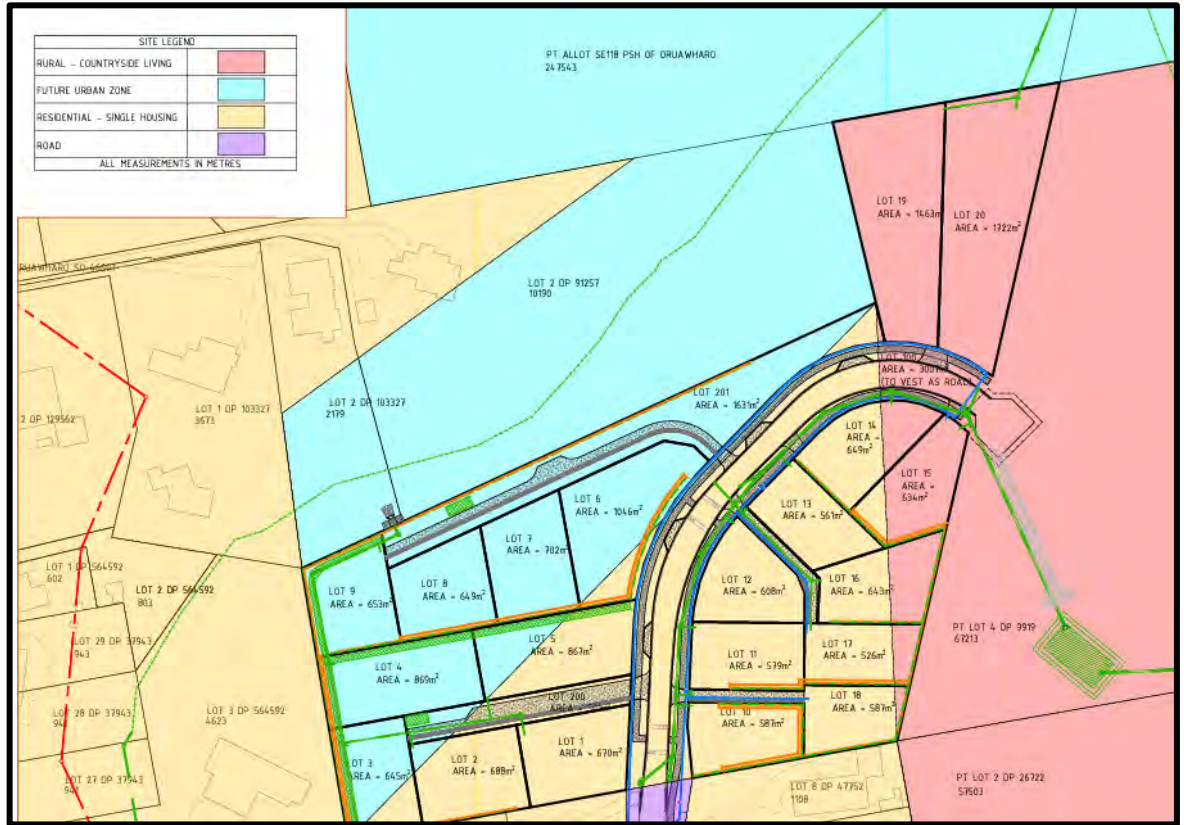 SITE LEGEND
RURAL - COUNTRYSIDE LIVING
FUTURE URBAN ZONE
RESIDENTIAL - SINGLE HOUSING
ROAD
ALL MEASUREMENTS IN METRES
PT ALLOT SE118 PSH OF ORUAWHARO
247543
LOT 19
AREA = 1463m²
LOT 20
AREA = 1722m²
LOT 2 DP 91257
10190
LOT 2 DP 103327
2179
LOT 1 DP 103327
3673
2 DP 129562
LOT 201
AREA = 1631m²
(TO VEST AS ROAD)
LOT 14
AREA =
649m²
LOT 15
AREA =
634m²
LOT 13
AREA = 561m²
LOT 6
AREA = 1046m²
LOT 7
AREA = 702m²
LOT 8
AREA = 649m²
LOT 9
AREA = 653m²
LOT 12
AREA = 608m²
LOT 16
AREA = 643m²
LOT 1 DP 564592
602
LOT 2 DP 564592
803
LOT 29 DP 37943
943
LOT 28 DP 37943
LOT 27 DP 37943
LOT 3 DP 564592
4623
LOT 4
AREA = 869m²
LOT 5
AREA = 867m²
LOT 200
LOT 11
AREA = 579m²
LOT 17
AREA = 526m²
LOT 10
AREA = 587m²
LOT 18
AREA = 587m²
LOT 3
AREA = 645m²
LOT 2
AREA = 688m²
LOT 1
AREA = 670m²
PT LOT 4 DP 9919
67213
LOT 8 DP 47752
1108
PT LOT 2 DP 26722
57503